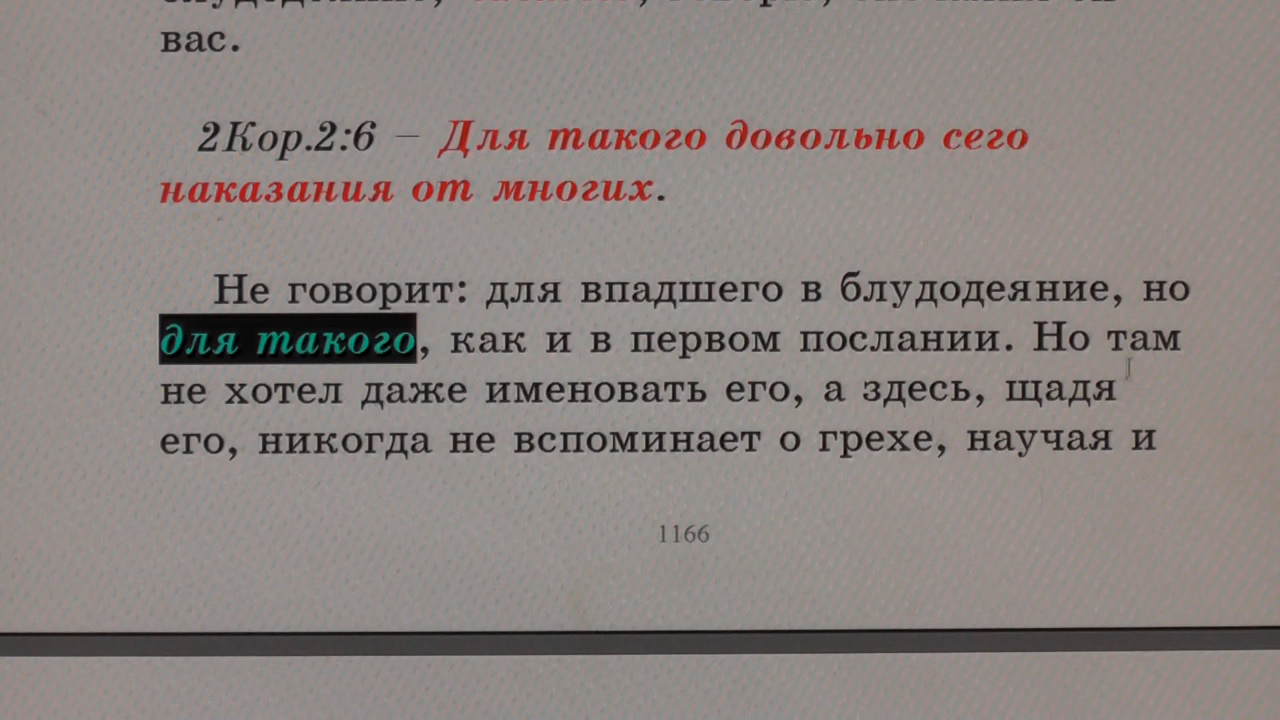 вас.
2Кор.2:6 – Для такого довольно сего
наказания от многих.
Не говорит: для впадшего в блудодеяние, но
для такого, как и в первом послании. Но там
не хотел даже именовать его, а здесь, щадя
его, никогда не вспоминает о грехе, научая и
1166